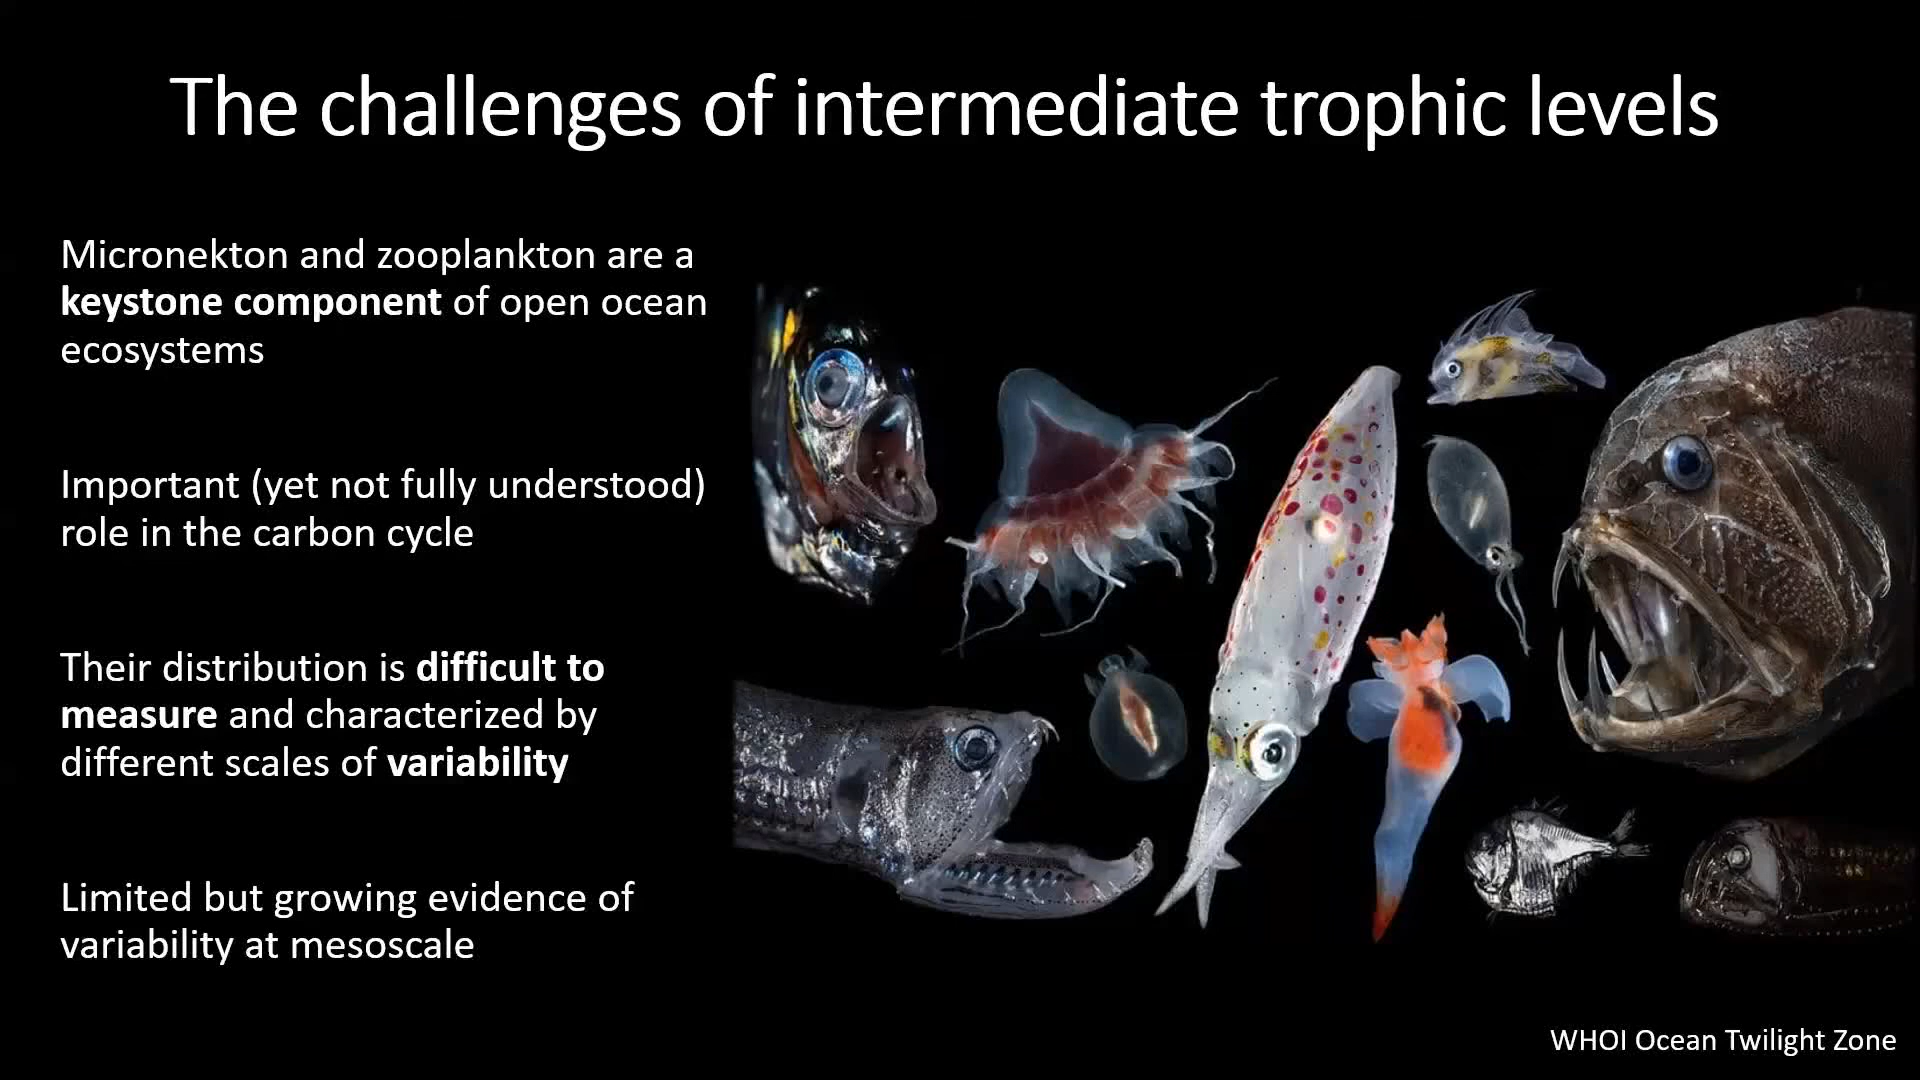 The challenges of intermediate trophic levels
Micronekton and zooplankton are a
keystone component of open ocean
ecosystems
Important (yet not fully understood)
role in the carbon cycle
Their distribution is difficult to
measure and characterized by
different scales of variability
Limited but growing evidence of
variability at mesoscale
WHOI Ocean Twilight Zone